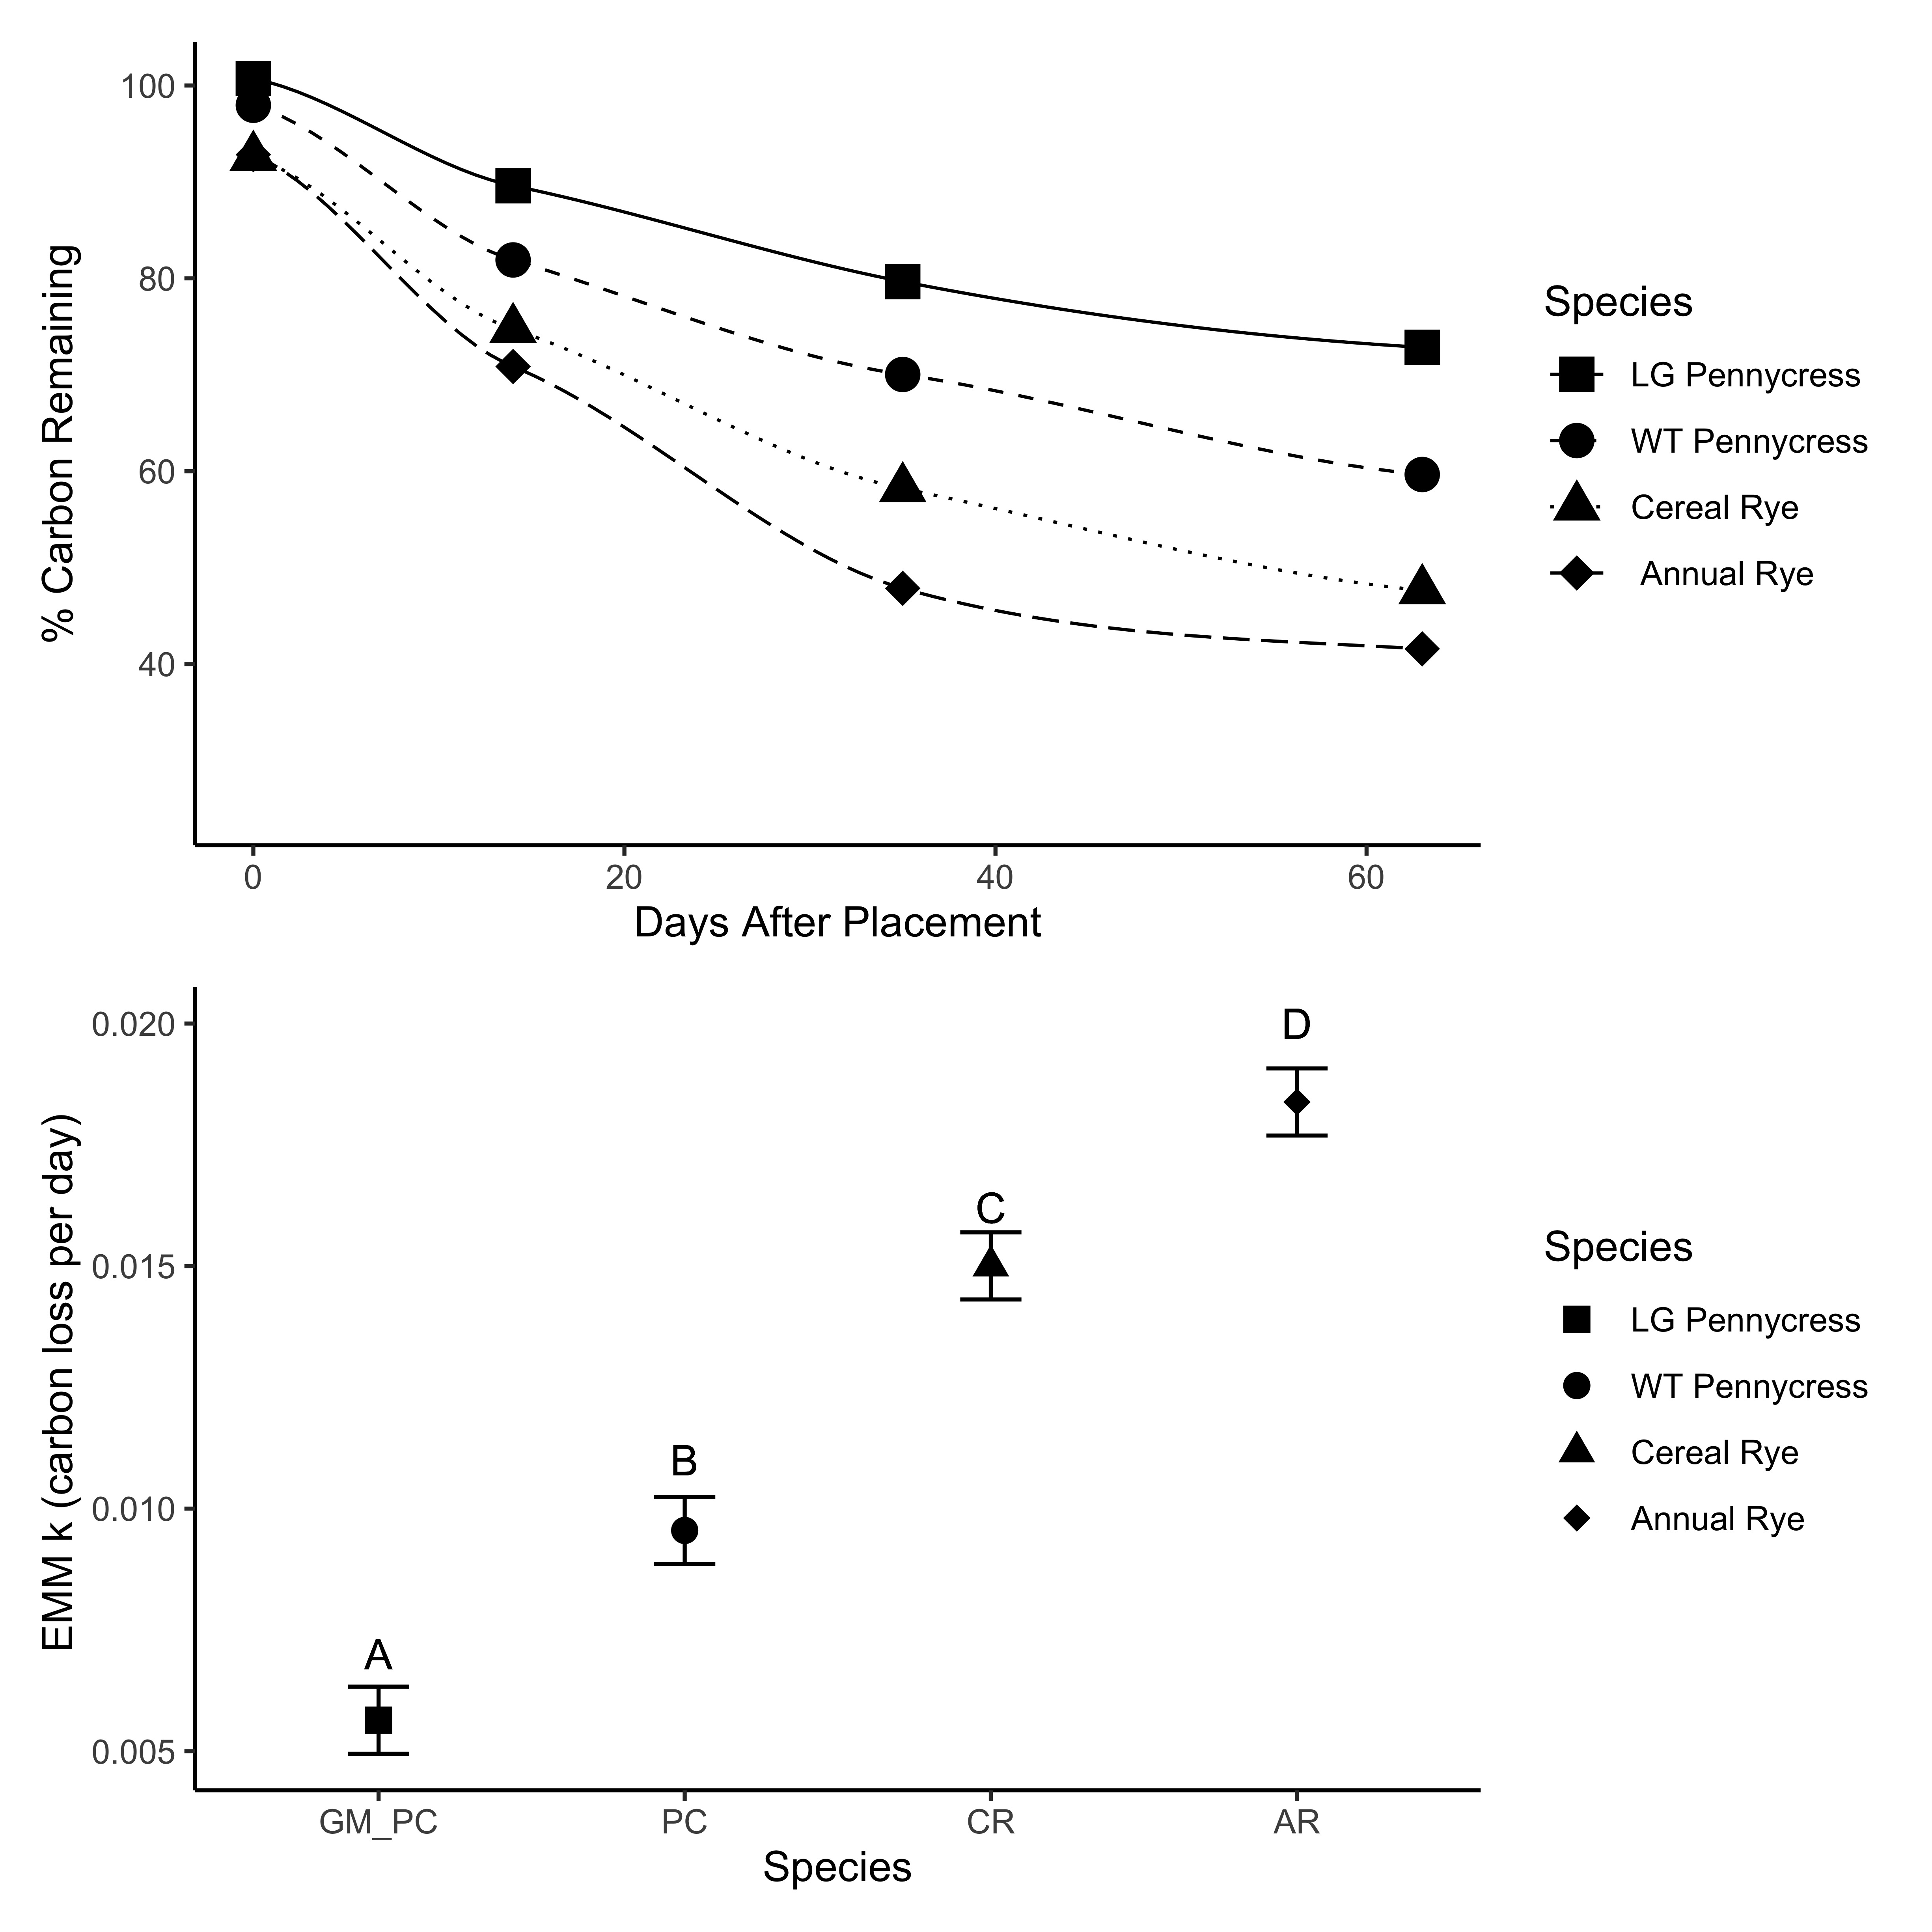 % Carbon Remaining
100
80
60
40
0 20 40 60
Days After Placement
Species
LG Pennycress
WT Pennycress
Cereal Rye
Annual Rye
EMM k (carbon loss per day)
0.020
0.015
0.010
0.005
A
B
C
D
GM_PC PC CR AR
Species
Species
LG Pennycress
WT Pennycress
Cereal Rye
Annual Rye